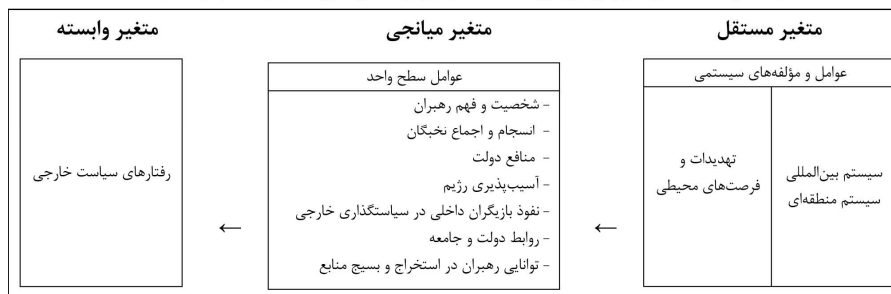 متغیر مستقل
متغیر میانجی
متغیر وابسته
عوامل و مؤلفه‌های سیستمی
سیستم بین‌المللی
سیستم منطقه‌ای
تهدیدات و
فرصت‌های محیطی
←
عوامل سطح واحد
- شخصیت و فهم رهبران
- انسجام و اجماع نخبگان
- منافع دولت
- آسیب‌پذیری رژیم
- نفوذ بازیگران داخلی در سیاستگذاری خارجی
- روابط دولت و جامعه
- توانایی رهبران در استخراج و بسیج منابع
←
رفتارهای سیاست خارجی